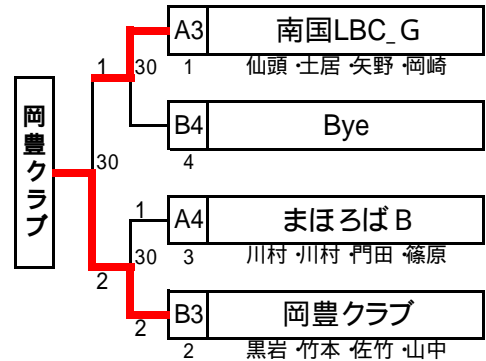 A3 南国LBC_G
1 30 1 仙頭・土居・矢野・岡崎
岡豊クラブ
B4 Bye
30 4
1 A4 まほろばB
30 3 川村・川村・門田・篠原
2
2 B3 岡豊クラブ
2 黒岩・竹本・佐竹・山中